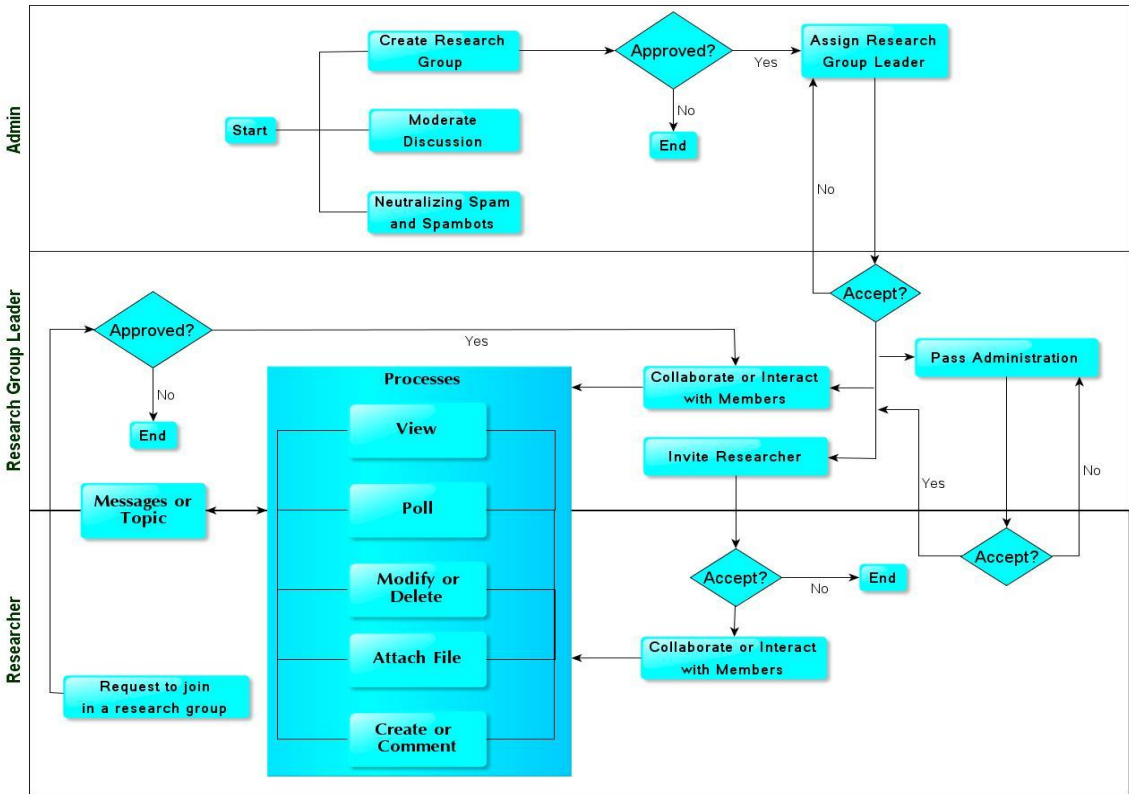 Admin
Create Research
Group
Approved?
Yes
Assign Research
Group Leader
No
End
Start
Moderate
Discussion
Neutralizing Spam
and Spambots
No
Research Group Leader
Accept?
Approved?
Yes
No
End
Pass Administration
Collaborate or Interact
with Members
Invite Researcher
Yes
No
Processes
View
Poll
Modify or
Delete
Attach File
Create or
Comment
Messages or
Topic
Researcher
Accept?
No
End
Accept?
Collaborate or Interact
with Members
Request to join
in a research group